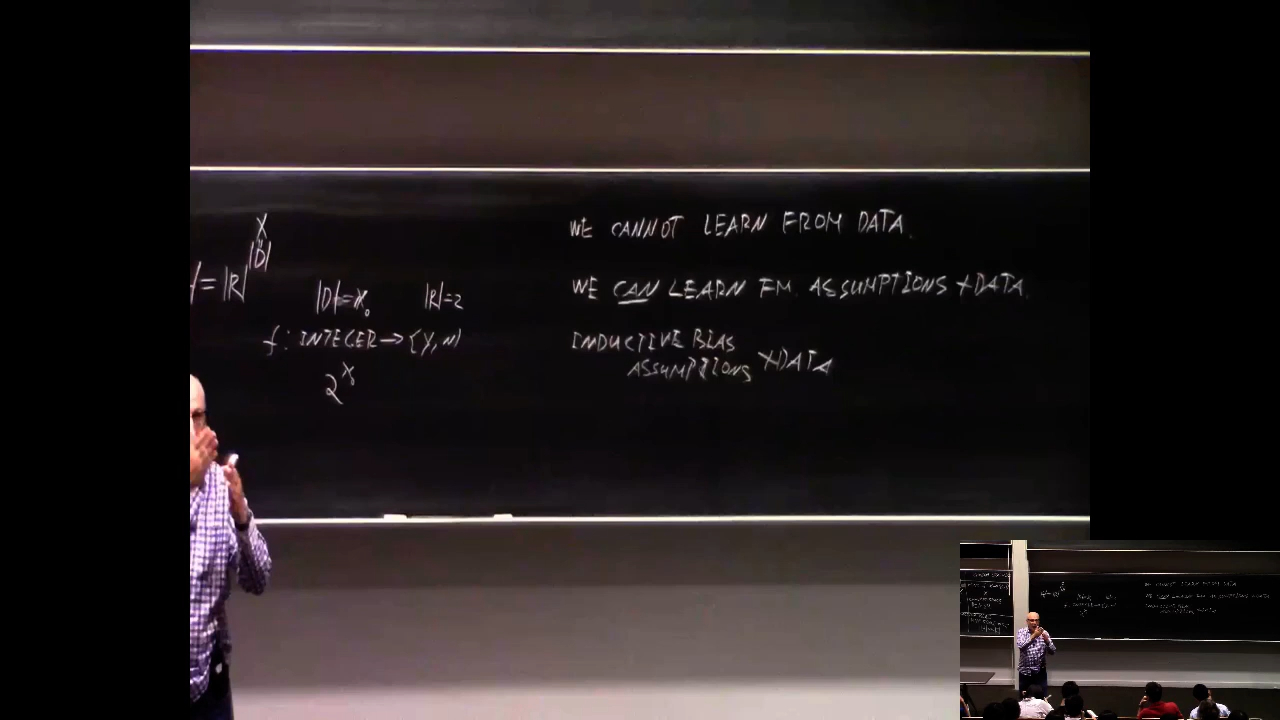 = |R|^|D|
|D|=ℵ₀ |R|=2
f: INTEGER → {Y,N}
2^ℵ
WE CANNOT LEARN FROM DATA.
WE CAN LEARN FM. ASSUMPTIONS + DATA.
INDUCTIVE BIAS
ASSUMPTIONS + DATA